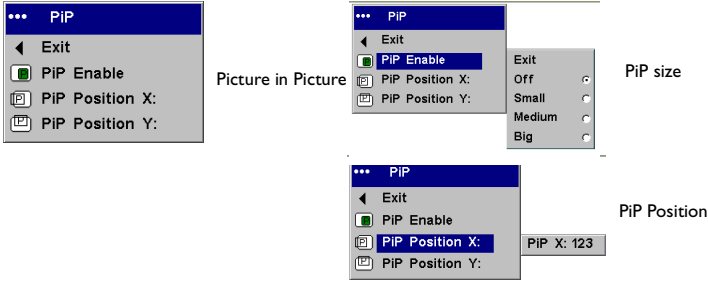 PiP
Exit
PiP Enable
PiP Position X:
PiP Position Y:
Picture in Picture
PiP
Exit
PiP Enable
PiP Position X:
PiP Position Y:
Exit
Off
Small
Medium
Big
PiP size
PiP
Exit
PiP Enable
PiP Position X:
PiP Position Y:
PiP X: 123
PiP Position